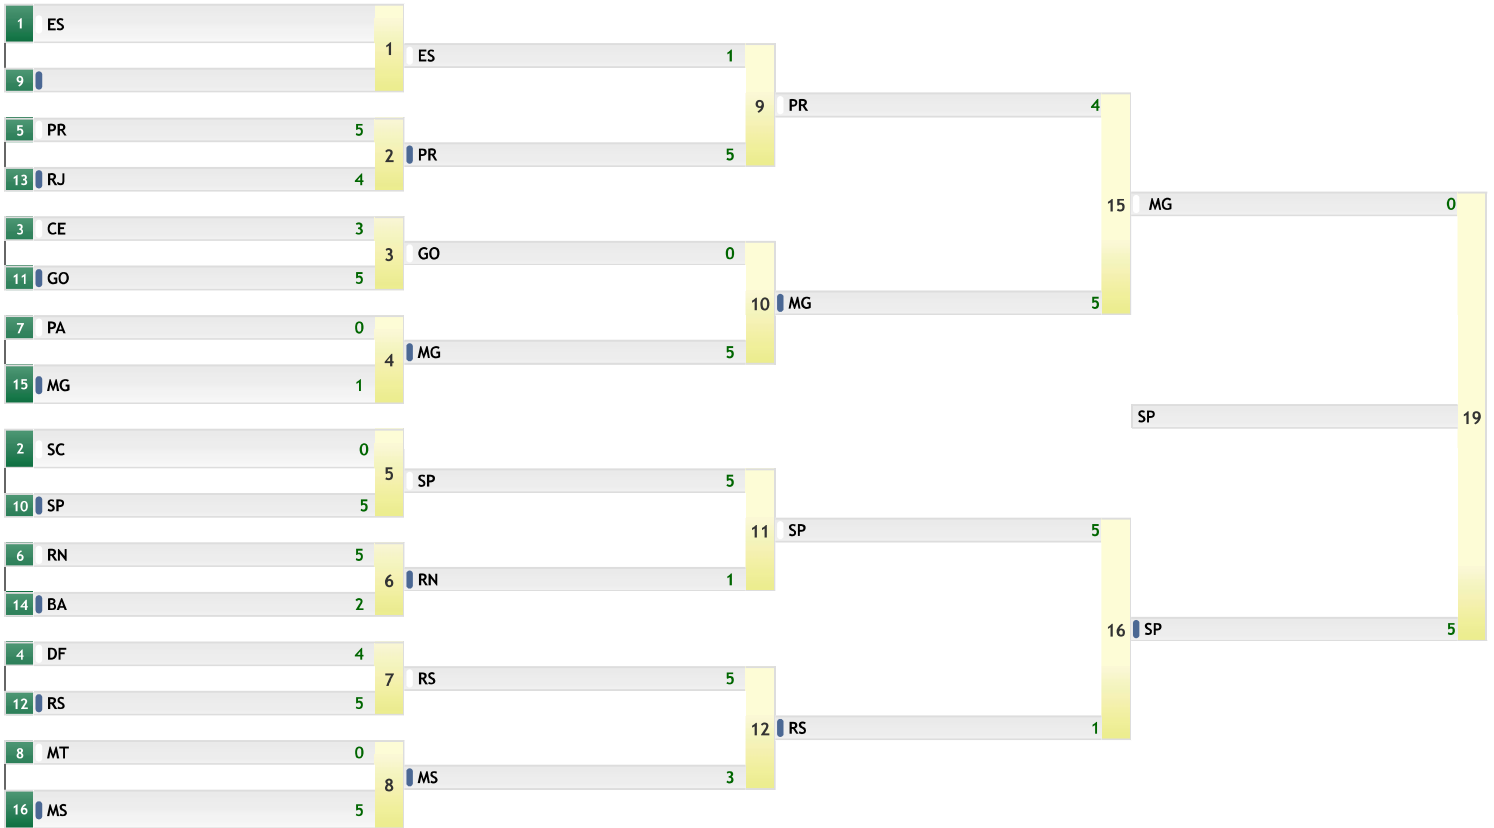 1 ES
1
9
5 PR 5
2
13 RJ 4
3 CE 3
3
11 GO 5
7 PA 0
4
15 MG 1
2 SC 0
5
10 SP 5
6 RN 5
6
14 BA 2
4 DF 4
7
12 RS 5
8 MT 0
8
16 MS 5
ES 1
9
PR 5
GO 0
10
MG 5
SP 5
11
RN 1
RS 5
12
MS 3
PR 4
15
MG 5
SP 5
16
RS 1
MG 0
SP
19
SP 5